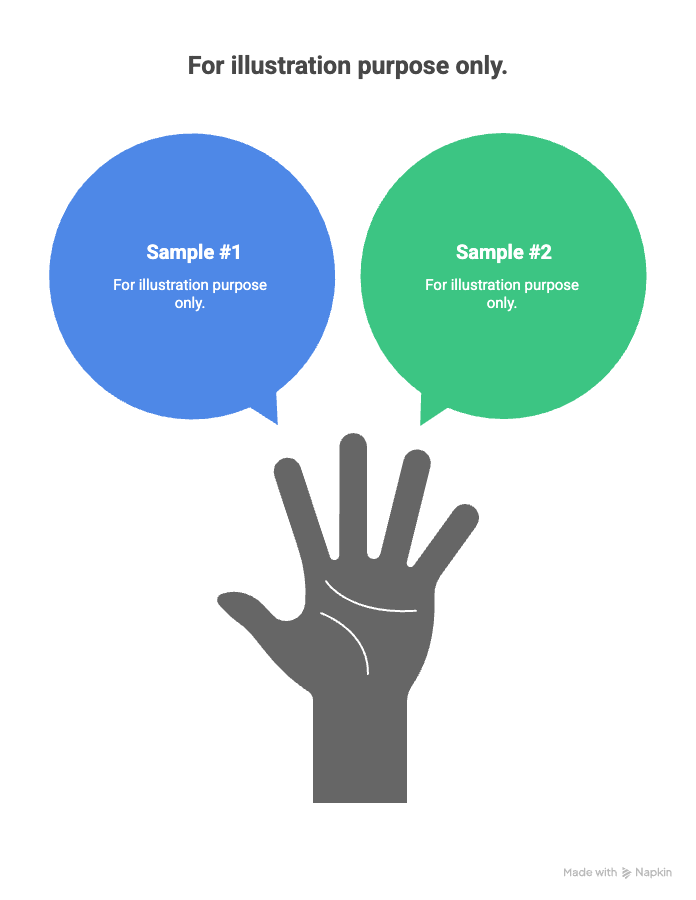 For illustration purpose only.
Sample #1
For illustration purpose
only.
Sample #2
For illustration purpose
only.
Made with Napkin